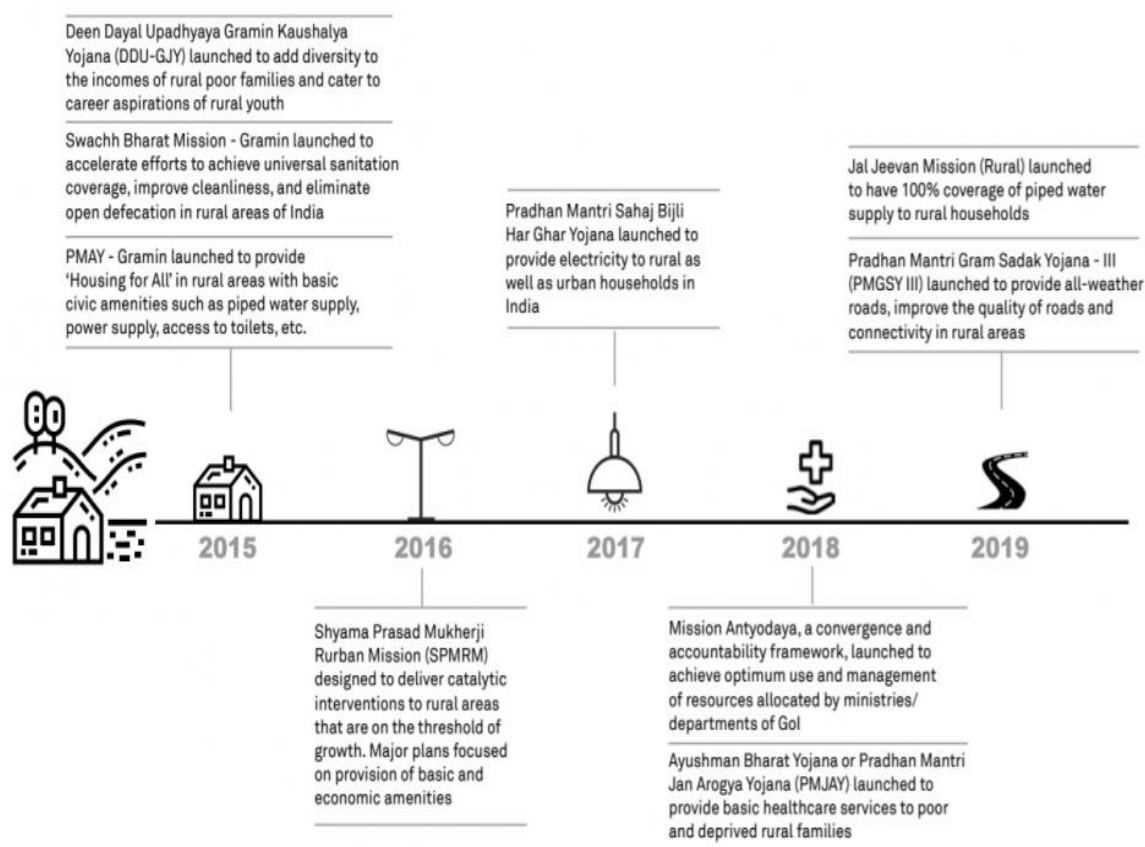 Deen Dayal Upadhyaya Gramin Kaushalya
Yojana (DDU-GJY) launched to add diversity to
the incomes of rural poor families and cater to
career aspirations of rural youth
Swachh Bharat Mission - Gramin launched to
accelerate efforts to achieve universal sanitation
coverage, improve cleanliness, and eliminate
open defecation in rural areas of India
PMAY - Gramin launched to provide
‘Housing for All’ in rural areas with basic
civic amenities such as piped water supply,
power supply, access to toilets, etc.
Pradhan Mantri Sahaj Bijli
Har Ghar Yojana launched to
provide electricity to rural as
well as urban households in
India
Jal Jeevan Mission (Rural) launched
to have 100% coverage of piped water
supply to rural households
Pradhan Mantri Gram Sadak Yojana - III
(PMGSY III) launched to provide all-weather
roads, improve the quality of roads and
connectivity in rural areas
2015
2016
2017
2018
2019
Shyama Prasad Mukherji
Rurban Mission (SPMRM)
designed to deliver catalytic
interventions to rural areas
that are on the threshold of
growth. Major plans focused
on provision of basic and
economic amenities
Mission Antyodaya, a convergence and
accountability framework, launched to
achieve optimum use and management
of resources allocated by ministries/
departments of GoI
Ayushman Bharat Yojana or Pradhan Mantri
Jan Arogya Yojana (PMJAY) launched to
provide basic healthcare services to poor
and deprived rural families